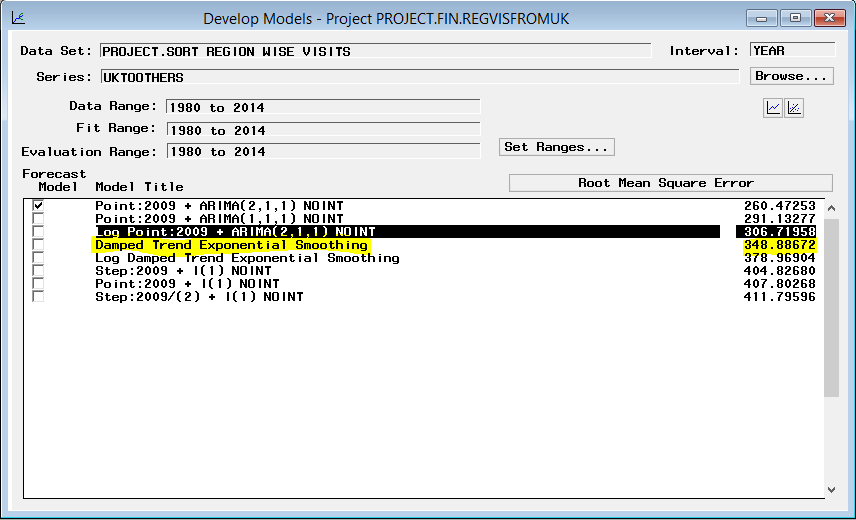 Develop Models - Project PROJECT.FIN.REGVISFROMUK
Data Set: PROJECT.SORT REGION WISE VISITS Interval: YEAR
Series: UKTOOTHERS Browse...
Data Range: 1980 to 2014
Fit Range: 1980 to 2014
Evaluation Range: 1980 to 2014 Set Ranges...
Forecast
Model Model Title Root Mean Square Error
Point:2009 + ARIMA(2,1,1) NOINT 260.47253
Point:2009 + ARIMA(1,1,1) NOINT 291.13277
Log Point:2009 + ARIMA(2,1,1) NOINT 306.71958
Damped Trend Exponential Smoothing 348.88672
Log Damped Trend Exponential Smoothing 378.96904
Step:2009 + I(1) NOINT 404.82680
Point:2009 + I(1) NOINT 407.80268
Step:2009/(2) + I(1) NOINT 411.79596